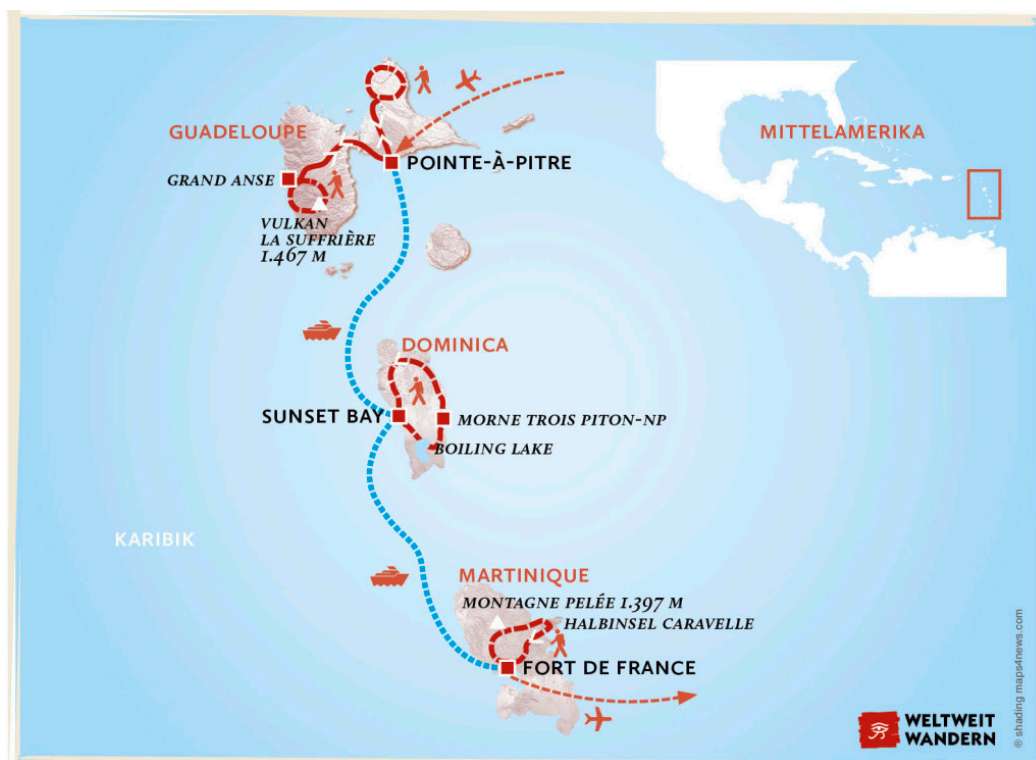 GUADELOUPE
MITTELAMERIKA
POINTE-À-PITRE
GRAND ANSE
VULKAN
LA SUFFRIÈRE
1.467 M
DOMINICA
SUNSET BAY
MORNE TROIS PITON-NP
BOILING LAKE
KARIBIK
MARTINIQUE
MONTAGNE PELÉE 1.397 M
HALBINSEL CARAVELLE
FORT DE FRANCE
WELTWEIT
WANDERN
© shading maps4news.com